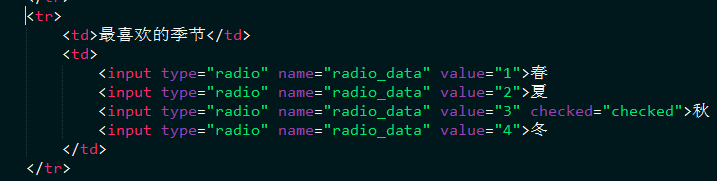 </tr>
<tr>
<td>最喜欢的季节</td>
<td>
<input type="radio" name="radio_data" value="1">春
<input type="radio" name="radio_data" value="2">夏
<input type="radio" name="radio_data" value="3" checked="checked">秋
<input type="radio" name="radio_data" value="4">冬
</td>
</tr>